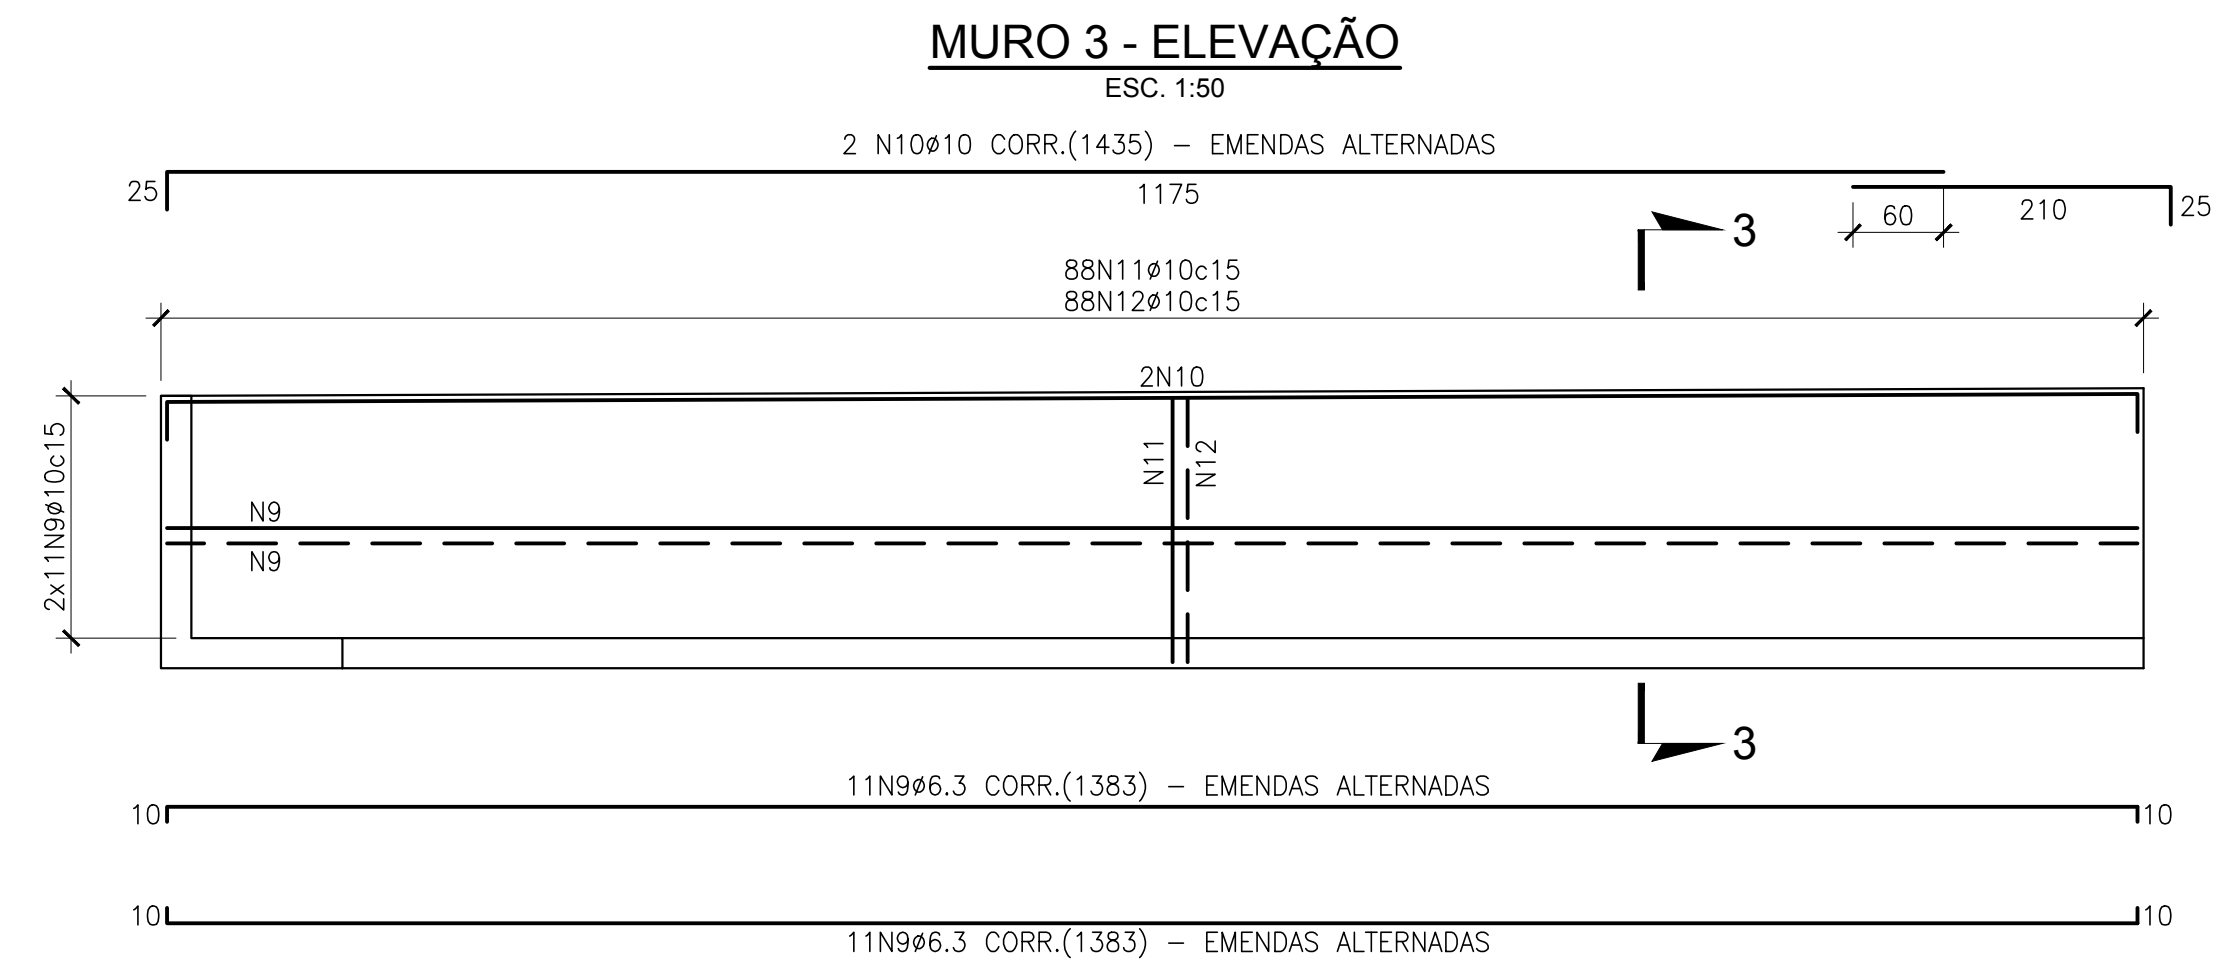 MURO 3 - ELEVAÇÃO
ESC. 1:50
2 N10ø10 CORR.(1435) – EMENDAS ALTERNADAS
25
1175
60
210
25
3
88N11ø10c15
88N12ø10c15
2N10
2x11N9ø10c15
N11
N12
N9
N9
3
11N9ø6.3 CORR.(1383) – EMENDAS ALTERNADAS
10
10
10
10
11N9ø6.3 CORR.(1383) – EMENDAS ALTERNADAS